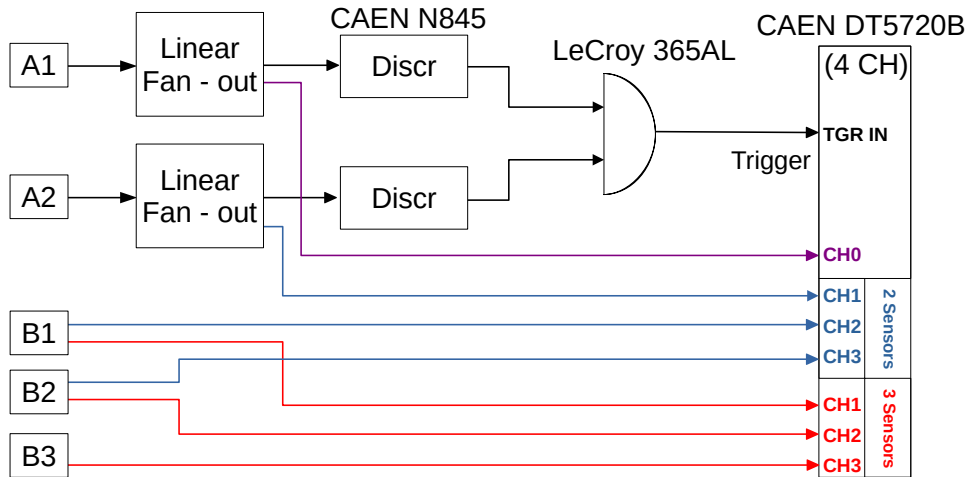 CAEN N845
CAEN DT5720B
(4 CH)
LeCroy 365AL
A1
Linear
Fan - out
Discr
TGR IN
Trigger
A2
Linear
Fan - out
Discr
CH0
CH1
CH2
CH3
2 Sensors
B1
B2
B3
CH1
CH2
CH3
3 Sensors